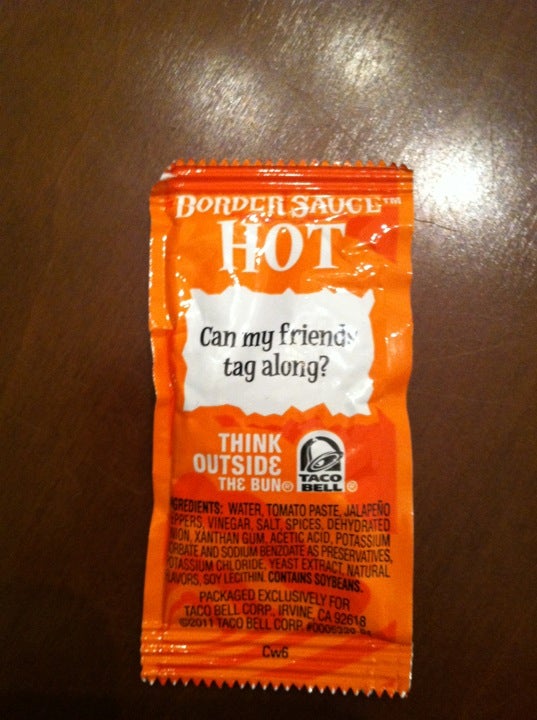 BORDER SAUCE™
HOT
Can my friends
tag along?
THINK
OUTSIDE
THE BUN®
TACO
BELL®
INGREDIENTS: WATER, TOMATO PASTE, JALAPEÑO
PEPPERS, VINEGAR, SALT, SPICES, DEHYDRATED
ONION, XANTHAN GUM, ACETIC ACID, POTASSIUM
SORBATE AND SODIUM BENZOATE AS PRESERVATIVES,
POTASSIUM CHLORIDE, YEAST EXTRACT, NATURAL
FLAVORS, SOY LECITHIN. CONTAINS SOYBEANS.
PACKAGED EXCLUSIVELY FOR
TACO BELL CORP., IRVINE, CA 92618
©2011 TACO BELL CORP.
Cw6